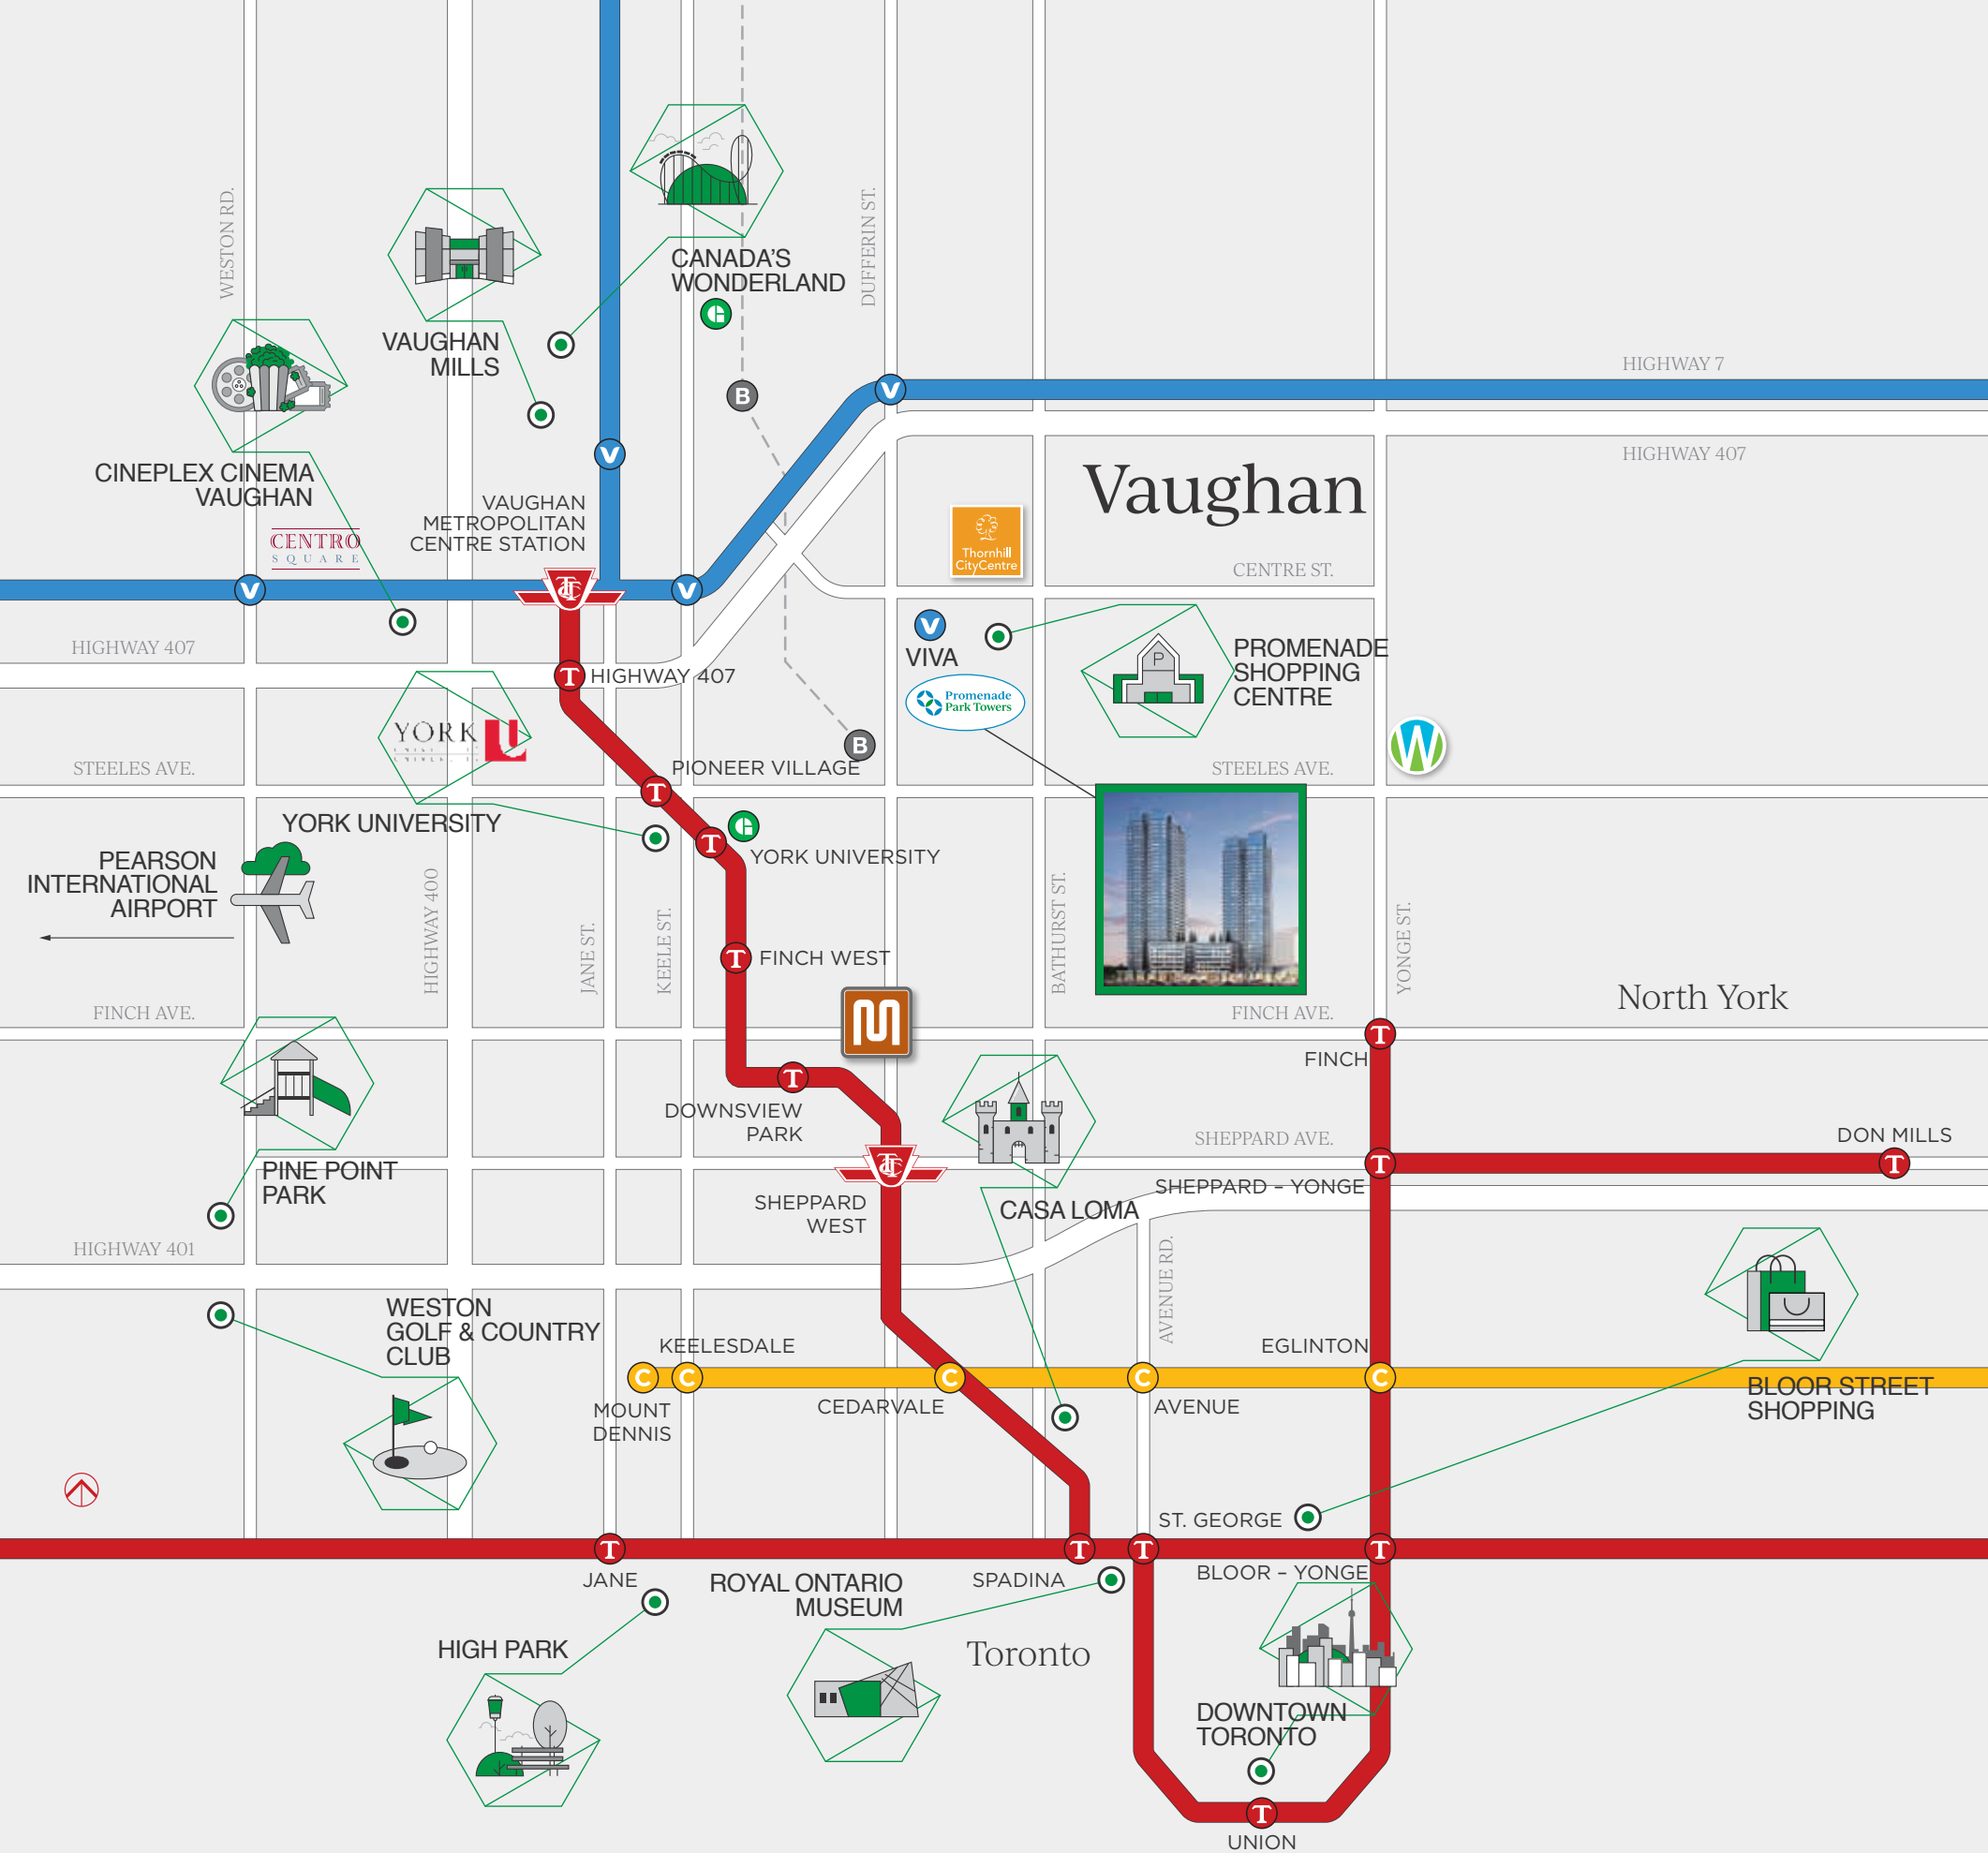 WESTON RD.
DUFFERIN ST.
CANADA'S
WONDERLAND
G
VAUGHAN
MILLS
B
V
HIGHWAY 7
HIGHWAY 407
CINEPLEX CINEMA
VAUGHAN
V
Vaughan
VAUGHAN
METROPOLITAN
CENTRE STATION
CENTRO
SQUARE
Thornhill
CityCentre
CENTRE ST.
V
TTC
V
HIGHWAY 407
T
HIGHWAY 407
V
VIVA
P
PROMENADE
SHOPPING
CENTRE
Promenade
Park Towers
YORK
U
B
W
STEELES AVE.
PIONEER VILLAGE
STEELES AVE.
T
YORK UNIVERSITY
G
T
YORK UNIVERSITY
PEARSON
INTERNATIONAL
AIRPORT
HIGHWAY 400
JANE ST.
KEELE ST.
BATHURST ST.
YONGE ST.
T
FINCH WEST
North York
FINCH AVE.
M
FINCH AVE.
T
FINCH
T
DOWNSVIEW
PARK
SHEPPARD AVE.
DON MILLS
TTC
T
T
PINE POINT
PARK
SHEPPARD
WEST
CASA LOMA
SHEPPARD – YONGE
HIGHWAY 401
AVENUE RD.
WESTON
GOLF & COUNTRY
CLUB
KEELESDALE
EGLINTON
C
C
C
C
C
MOUNT
DENNIS
CEDARVALE
AVENUE
BLOOR STREET
SHOPPING
ST. GEORGE
T
T
T
T
JANE
ROYAL ONTARIO
MUSEUM
SPADINA
BLOOR – YONGE
HIGH PARK
Toronto
DOWNTOWN
TORONTO
T
UNION